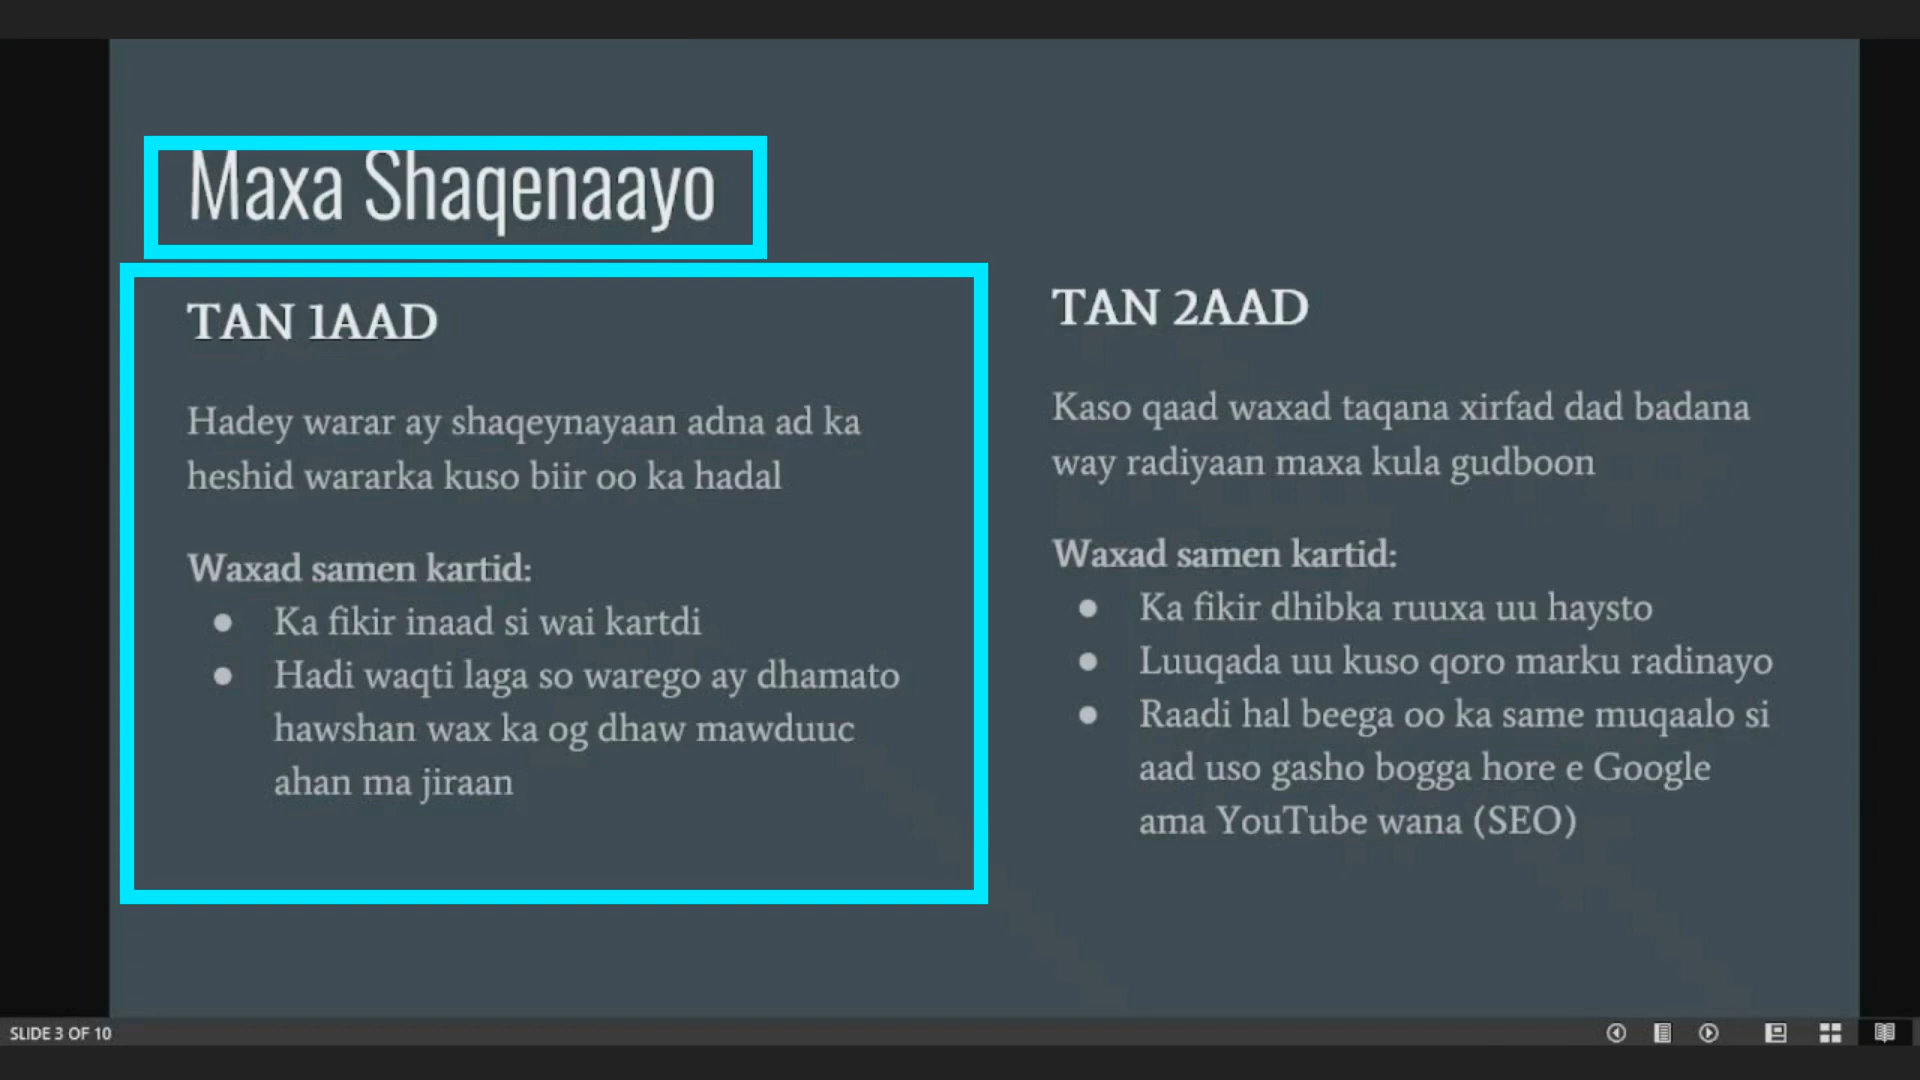 Maxa Shaqenaayo
TAN 1AAD
Hadey warar ay shaqeynayaan adna ad ka
heshid wararka kuso biir oo ka hadal
Waxad samen kartid:
● Ka fikir inaad si wai kartdi
● Hadi waqti laga so warego ay dhamato
hawshan wax ka og dhaw mawduuc
ahan ma jiraan
TAN 2AAD
Kaso qaad waxad taqana xirfad dad badana
way radiyaan maxa kula gudboon
Waxad samen kartid:
● Ka fikir dhibka ruuxa uu haysto
● Luuqada uu kuso qoro marku radinayo
● Raadi hal beega oo ka same muqaalo si
aad uso gasho bogga hore e Google
ama YouTube wana (SEO)
SLIDE 3 OF 10